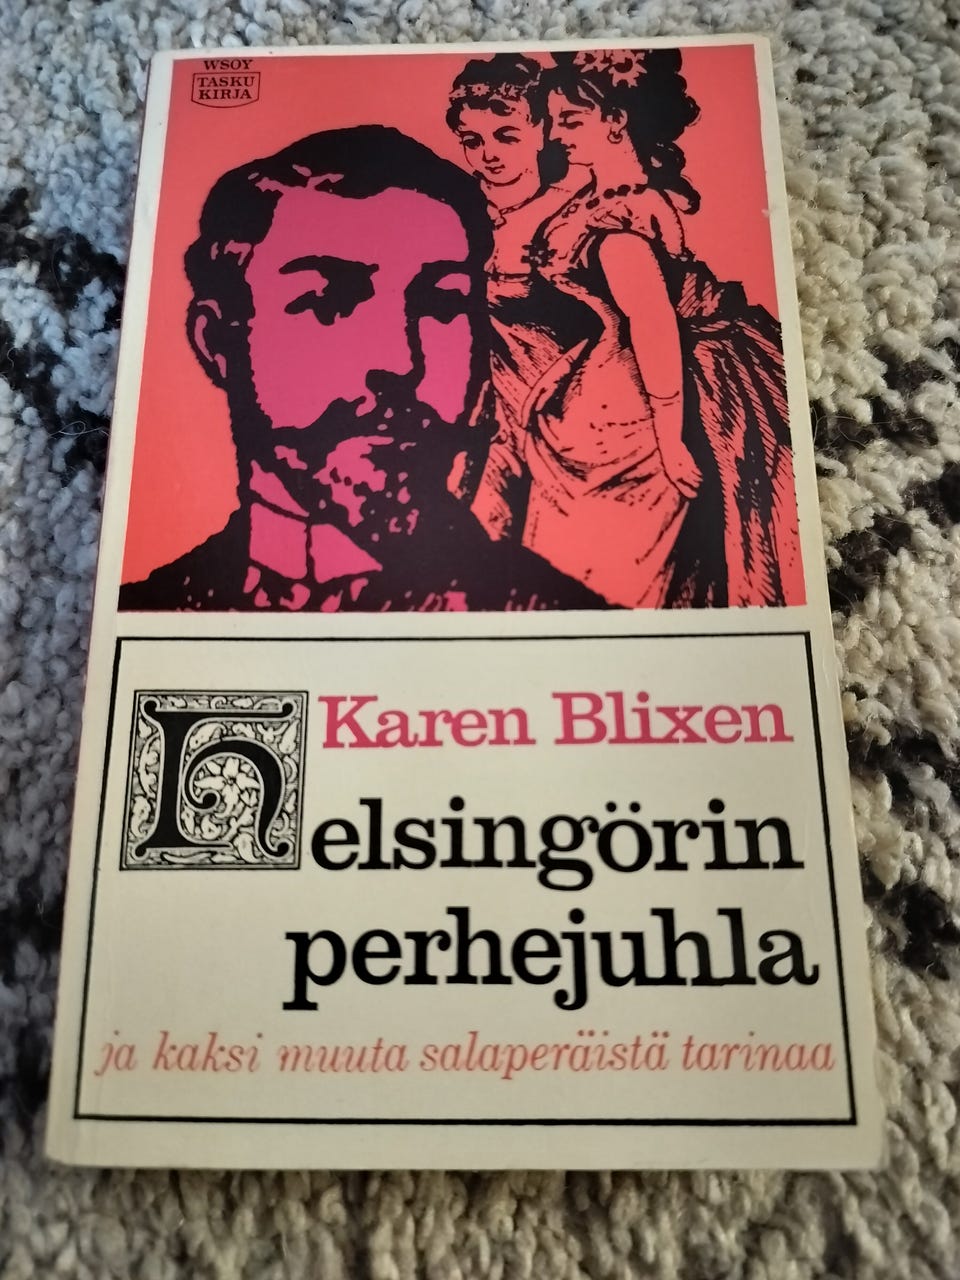 WSOY
TASKU
KIRJA
Karen Blixen
Helsingörin
perhejuhla
ja kaksi muuta salaperäistä tarinaa